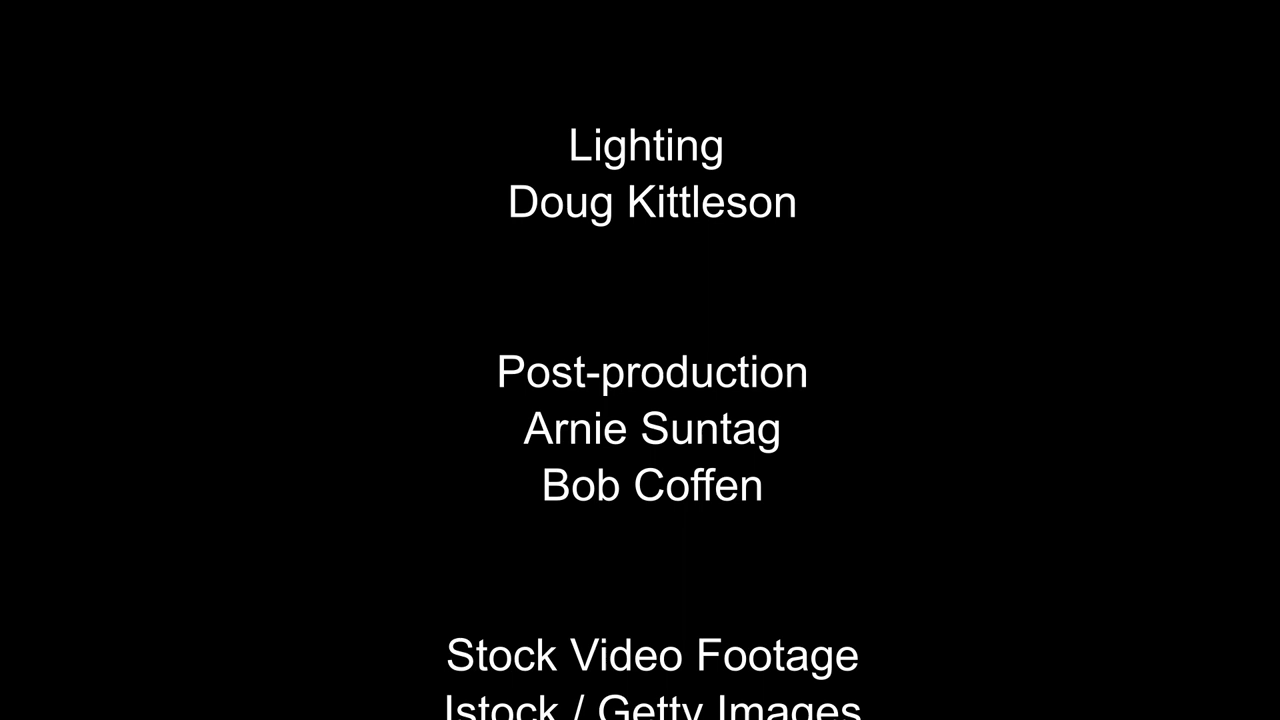 Lighting
Doug Kittleson
Post-production
Arnie Suntag
Bob Coffen
Stock Video Footage
Istock / Getty Images